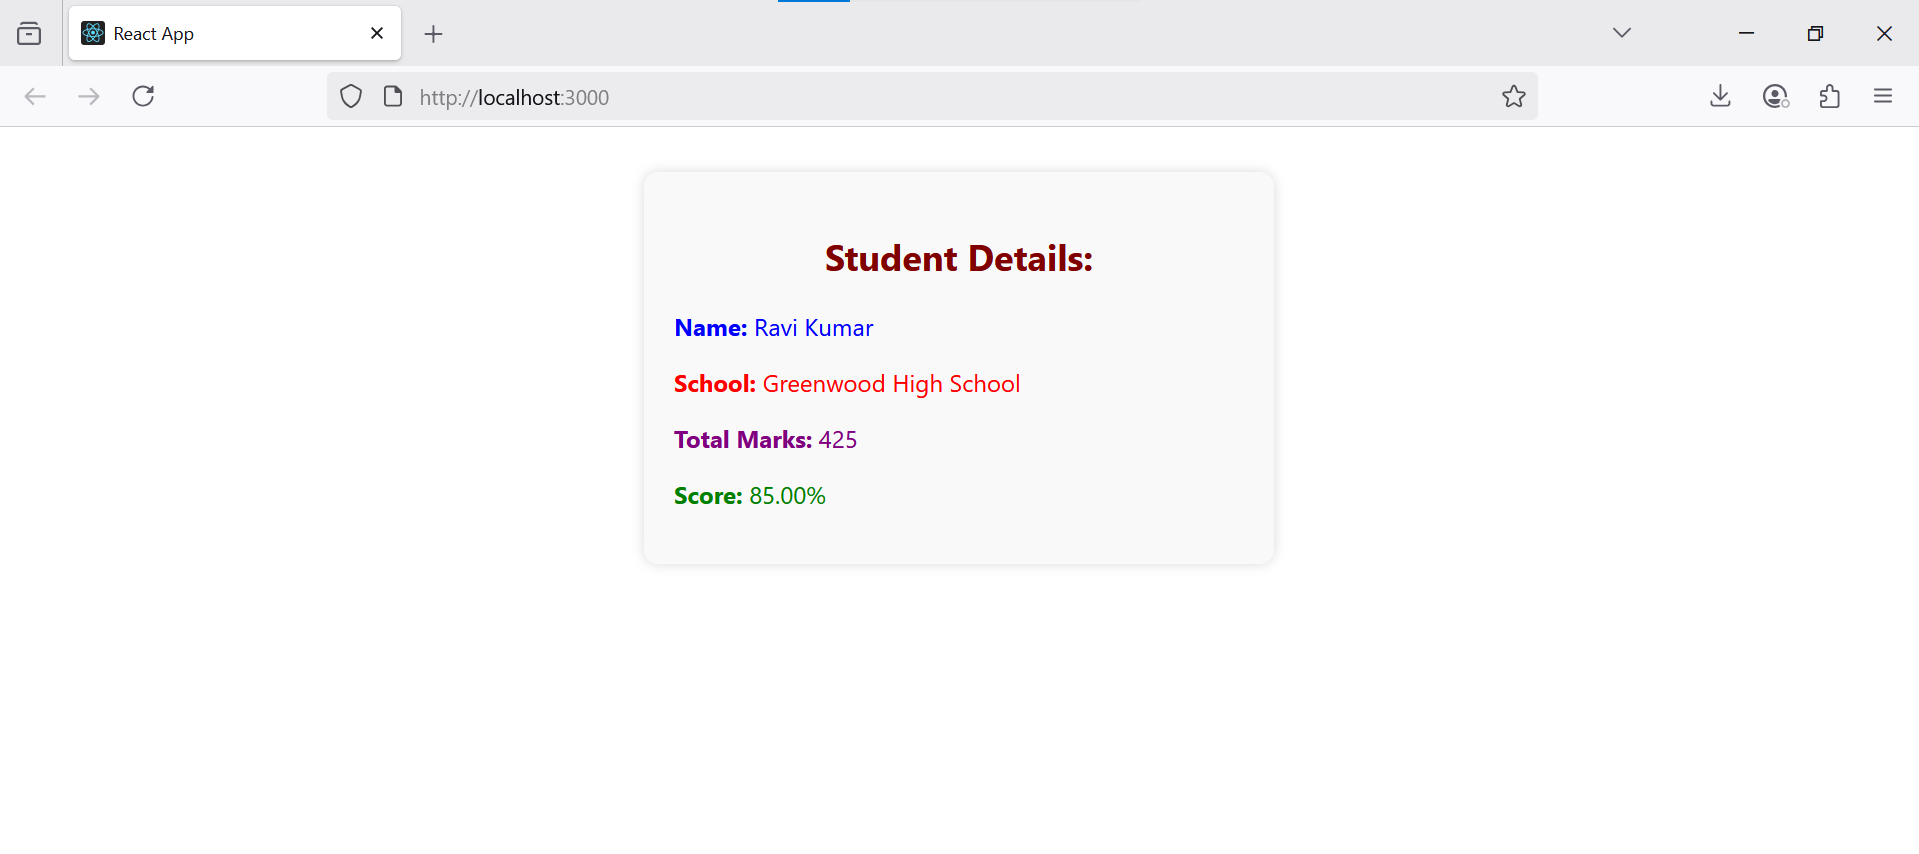 React App
http://localhost:3000
Student Details:
Name: Ravi Kumar
School: Greenwood High School
Total Marks: 425
Score: 85.00%